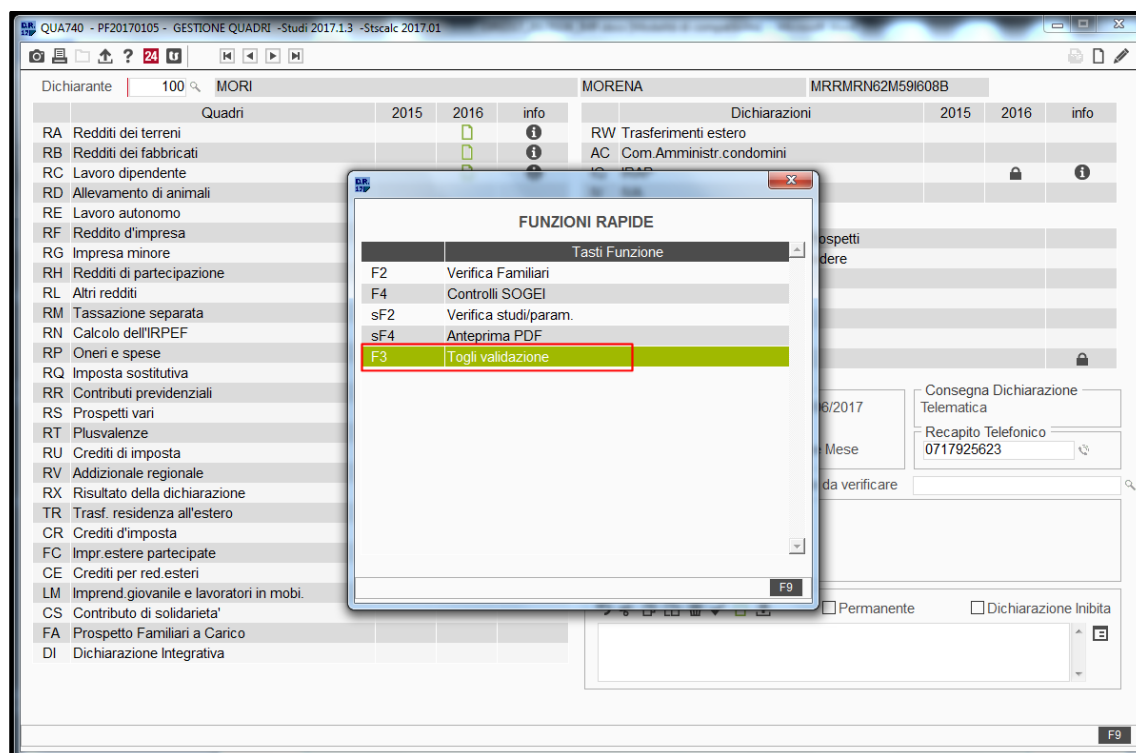 QUA740 - PF20170105 - GESTIONE QUADRI -Studi 2017.1.3 -Stscalc 2017.01
? 24
Dichiarante 100 MORI MORENA MRRMRN62M59I608B
Quadri 2015 2016 info
Dichiarazioni 2015 2016 info
RA Redditi dei terreni
RW Trasferimenti estero
RB Redditi dei fabbricati
AC Com.Amministr.condomini
RC Lavoro dipendente
RD Allevamento di animali
RE Lavoro autonomo
RF Reddito d'impresa
ospetti
RG Impresa minore
dere
RH Redditi di partecipazione
RL Altri redditi
RM Tassazione separata
RN Calcolo dell'IRPEF
RP Oneri e spese
RQ Imposta sostitutiva
RR Contributi previdenziali
RS Prospetti vari
RT Plusvalenze
RU Crediti di imposta
RV Addizionale regionale
RX Risultato della dichiarazione
TR Trasf. residenza all'estero
CR Crediti d'imposta
FC Impr.estere partecipate
CE Crediti per red.esteri
LM Imprend.giovanile e lavoratori in mobi.
CS Contributo di solidarieta'
FA Prospetto Familiari a Carico
DI Dichiarazione Integrativa
FUNZIONI RAPIDE
Tasti Funzione
F2 Verifica Familiari
F4 Controlli SOGEI
sF2 Verifica studi/param.
sF4 Anteprima PDF
F3 Togli validazione
F9
6/2017
Consegna Dichiarazione
Telematica
Mese
Recapito Telefonico
0717925623
da verificare
Permanente
Dichiarazione Inibita
F9